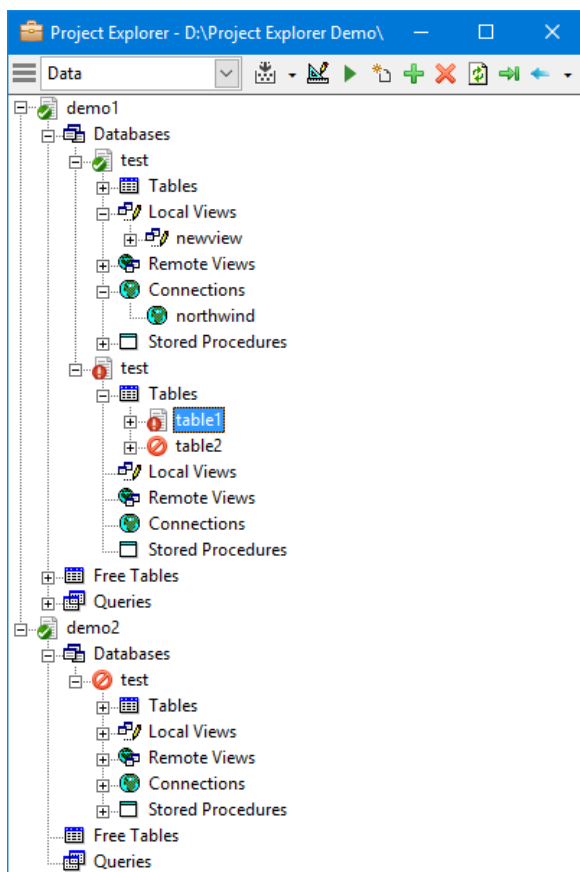 Project Explorer - D:\Project Explorer Demo\
Data
demo1
Databases
test
Tables
Local Views
newview
Remote Views
Connections
northwind
Stored Procedures
test
Tables
table1
table2
Local Views
Remote Views
Connections
Stored Procedures
Free Tables
Queries
demo2
Databases
test
Tables
Local Views
Remote Views
Connections
Stored Procedures
Free Tables
Queries